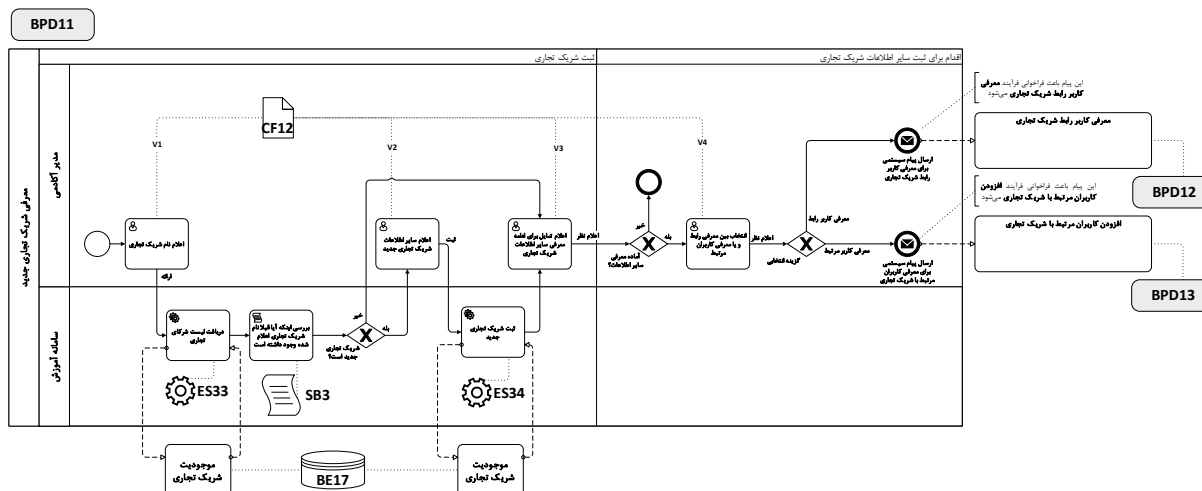 BPD11
ثبت شریک تجاری
اقدام برای ثبت سایر اطلاعات شریک تجاری
معرفی شریک تجاری جدید
مدیر آکادمی
سامانه آموزش
CF12
V1
V2
V3
V4
اعلام نام شریک تجاری
ارائه
اعلام سایر اطلاعات
شریک تجاری جدید
ثبت
اعلام تمایل برای ادامه
معرفی سایر اطلاعات
شریک تجاری
اعلام نظر
خیر
بله
آماده معرفی
سایر اطلاعات؟
انتخاب بین معرفی رابط
و یا معرفی کاربران
مرتبط
اعلام نظر
گزینه انتخابی
معرفی کاربر رابط
معرفی کاربر مرتبط
ارسال پیام سیستمی
برای معرفی کاربر
رابط شریک تجاری
ارسال پیام سیستمی
برای معرفی کاربران
مرتبط با شریک تجاری
این پیام باعث فراخوانی فرآیند معرفی
کاربر رابط شریک تجاری می‌شود
معرفی کاربر رابط شریک تجاری
BPD12
این پیام باعث فراخوانی فرآیند افزودن
کاربران مرتبط با شریک تجاری می‌شود
افزودن کاربران مرتبط با شریک تجاری
BPD13
دریافت لیست شرکای
تجاری
ES33
بررسی اینکه آیا قبلا نام
شریک تجاری اعلام
شده وجود داشته است
SB3
خیر
بله
شریک تجاری
جدید است؟
ثبت شریک تجاری
جدید
ES34
موجودیت
شریک تجاری
BE17
موجودیت
شریک تجاری